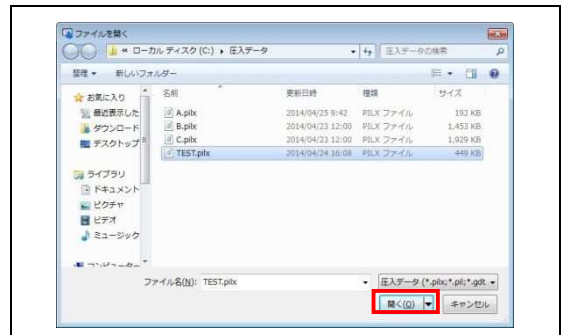 ファイルを開く
« ローカル ディスク (C:) ▸ 圧入データ
圧入データの検索
整理 ▾ 新しいフォルダー
お気に入り
最近表示した
ダウンロード
デスクトップ
ライブラリ
ドキュメント
ピクチャ
ビデオ
ミュージック
コンピューター
名前 更新日時 種類 サイズ
A.pilx 2014/04/25 9:42 PILX ファイル 192 KB
B.pilx 2014/04/23 12:00 PILX ファイル 1,453 KB
C.pilx 2014/04/23 12:00 PILX ファイル 1,929 KB
TEST.pilx 2014/04/24 16:08 PILX ファイル 449 KB
ファイル名(N): TEST.pilx
圧入データ (*.pilx;*.pil;*.gdt
開く(O) キャンセル